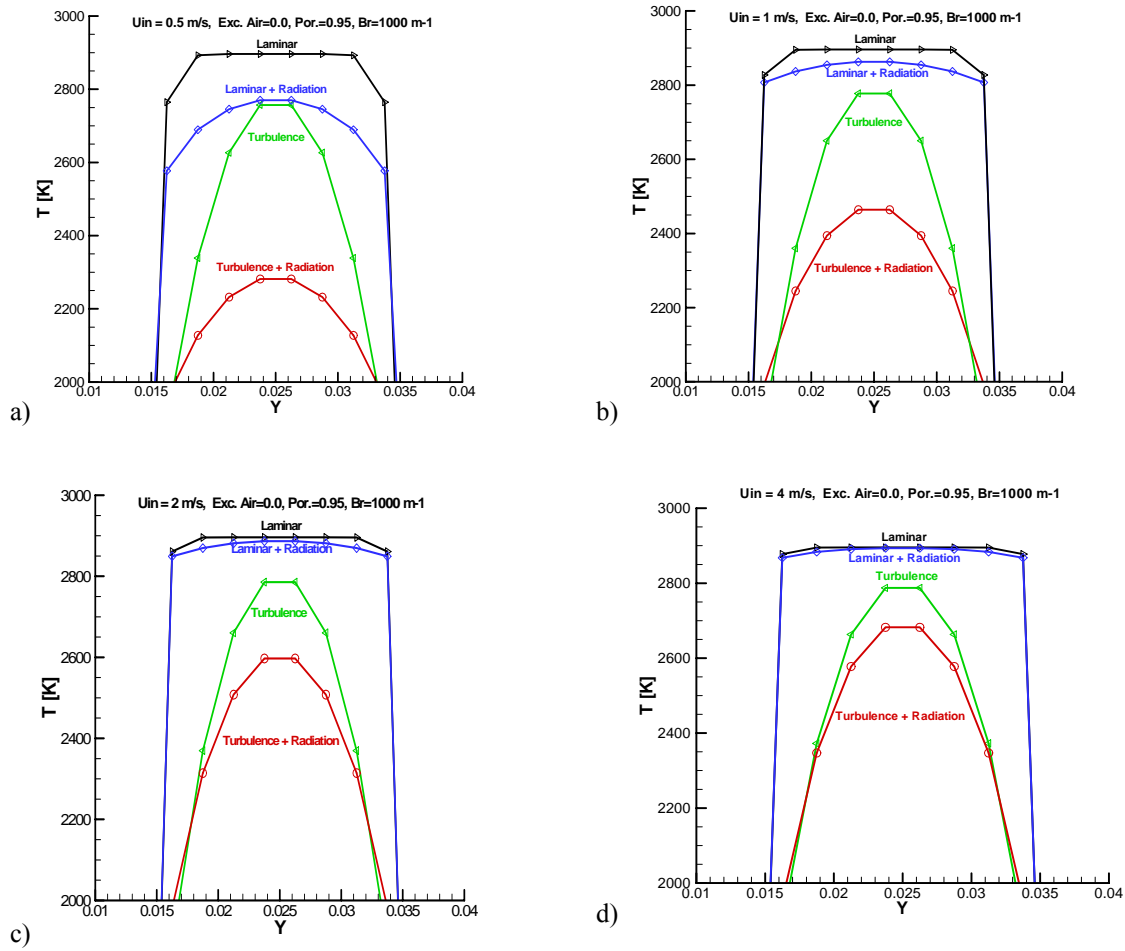 Uin = 0.5 m/s, Exc. Air=0.0, Por.=0.95, Br=1000 m-1
3000
2800
2600
2400
2200
2000
T [K]
Laminar
Laminar + Radiation
Turbulence
Turbulence + Radiation
0.01 0.015 0.02 0.025 0.03 0.035 0.04
Y
a)
Uin = 1 m/s, Exc. Air=0.0, Por.=0.95, Br=1000 m-1
3000
2800
2600
2400
2200
2000
T [K]
Laminar
Laminar + Radiation
Turbulence
Turbulence + Radiation
0.01 0.015 0.02 0.025 0.03 0.035 0.04
Y
b)
Uin = 2 m/s, Exc. Air=0.0, Por.=0.95, Br=1000 m-1
3000
2800
2600
2400
2200
2000
T [K]
Laminar
Laminar + Radiation
Turbulence
Turbulence + Radiation
0.01 0.015 0.02 0.025 0.03 0.035 0.04
Y
c)
Uin = 4 m/s, Exc. Air=0.0, Por.=0.95, Br=1000 m-1
3000
2800
2600
2400
2200
2000
T [K]
Laminar
Laminar + Radiation
Turbulence
Turbulence + Radiation
0.01 0.015 0.02 0.025 0.03 0.035 0.04
Y
d)